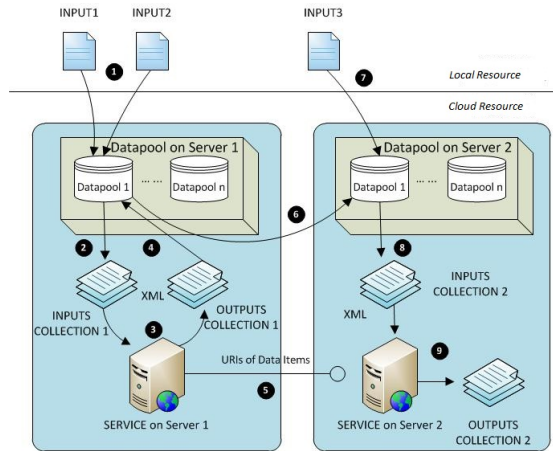 INPUT1
INPUT2
INPUT3
1
7
Local Resource
Cloud Resource
Datapool on Server 1
Datapool 1
... ...
Datapool n
Datapool on Server 2
Datapool 1
... ...
Datapool n
6
2
4
8
XML
INPUTS
COLLECTION 1
OUTPUTS
COLLECTION 1
INPUTS
COLLECTION 2
XML
3
9
URIs of Data Items
5
SERVICE on Server 1
SERVICE on Server 2
OUTPUTS
COLLECTION 2